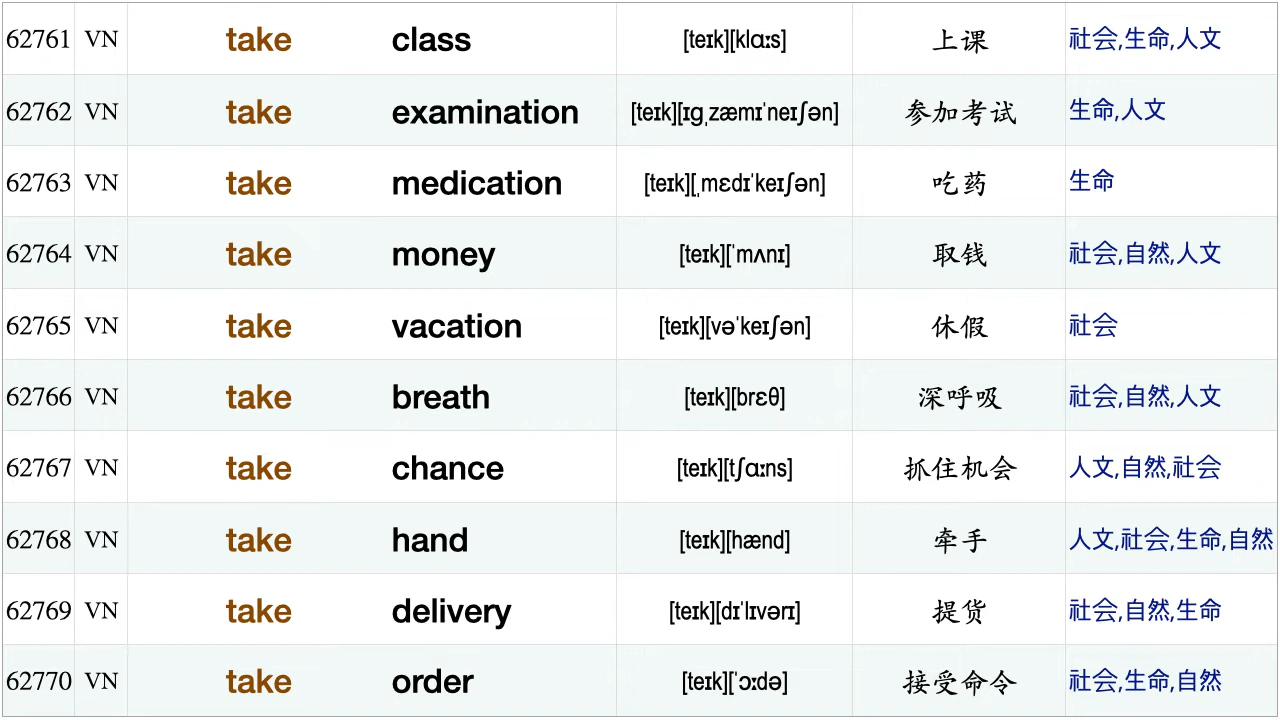 62761 VN take class [teɪk][klɑːs] 上课 社会,生命,人文
62762 VN take examination [teɪk][ɪɡˌzæmɪˈneɪʃən] 参加考试 生命,人文
62763 VN take medication [teɪk][ˌmɛdɪˈkeɪʃən] 吃药 生命
62764 VN take money [teɪk][ˈmʌnɪ] 取钱 社会,自然,人文
62765 VN take vacation [teɪk][vəˈkeɪʃən] 休假 社会
62766 VN take breath [teɪk][brɛθ] 深呼吸 社会,自然,人文
62767 VN take chance [teɪk][tʃɑːns] 抓住机会 人文,自然,社会
62768 VN take hand [teɪk][hænd] 牵手 人文,社会,生命,自然
62769 VN take delivery [teɪk][dɪˈlɪvərɪ] 提货 社会,自然,生命
62770 VN take order [teɪk][ˈɔːdə] 接受命令 社会,生命,自然